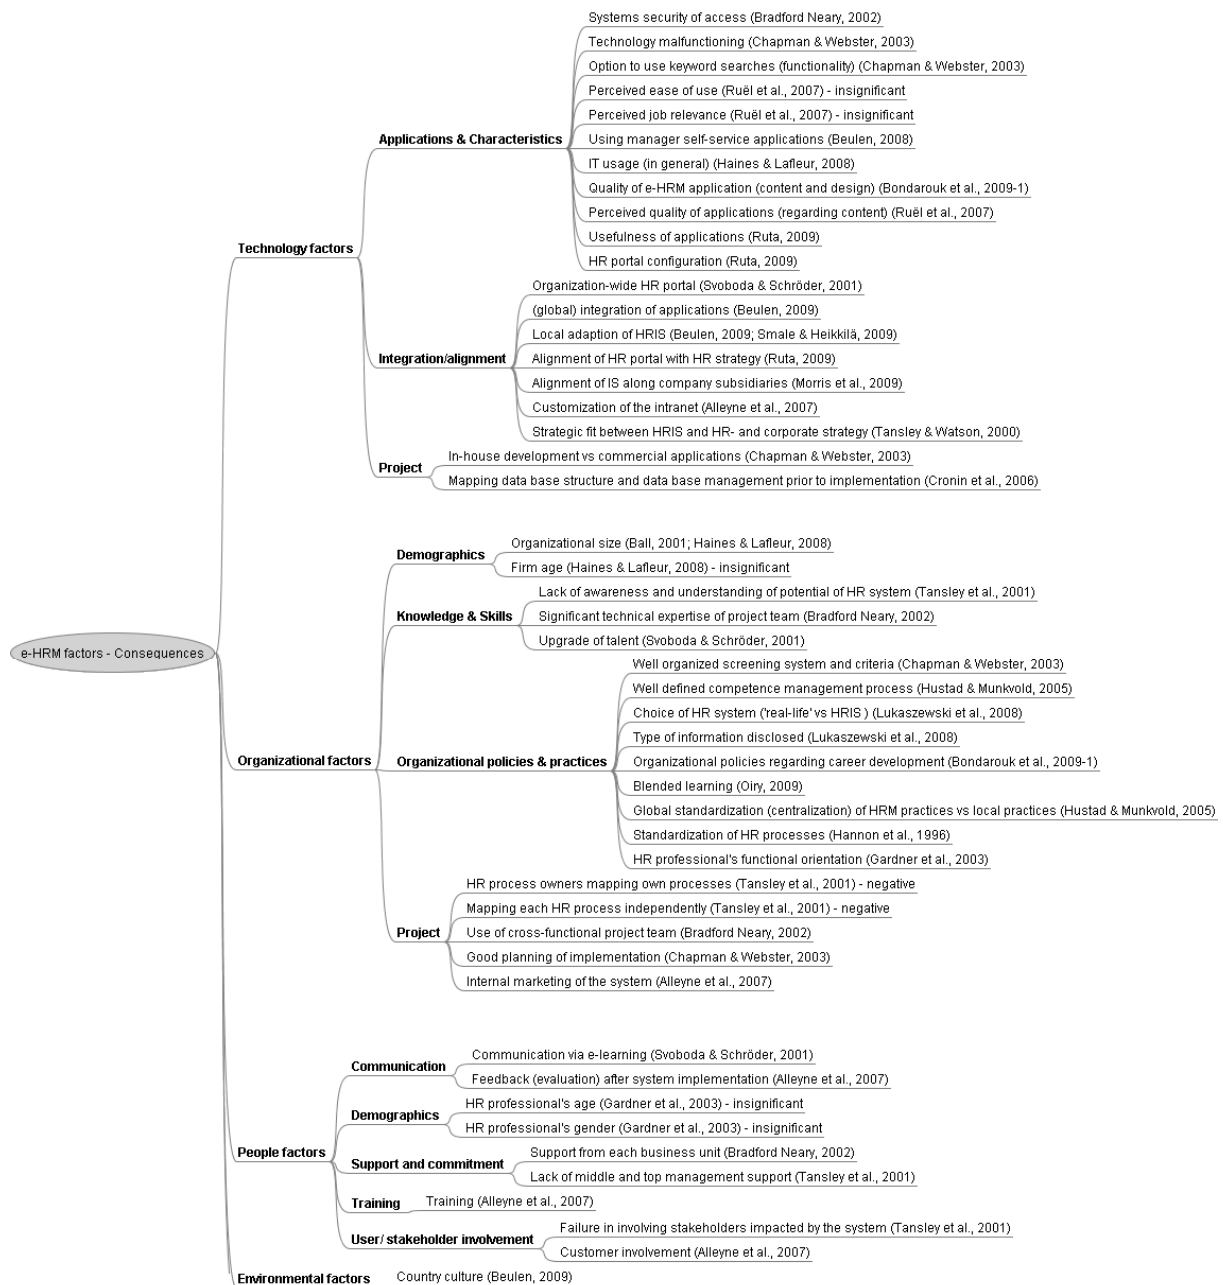 e-HRM factors - Consequences
Technology factors
Applications & Characteristics
Systems security of access (Bradford Neary, 2002)
Technology malfunctioning (Chapman & Webster, 2003)
Option to use keyword searches (functionality) (Chapman & Webster, 2003)
Perceived ease of use (Ruël et al., 2007) - insignificant
Perceived job relevance (Ruël et al., 2007) - insignificant
Using manager self-service applications (Beulen, 2008)
IT usage (in general) (Haines & Lafleur, 2008)
Quality of e-HRM application (content and design) (Bondarouk et al., 2009-1)
Perceived quality of applications (regarding content) (Ruël et al., 2007)
Usefulness of applications (Ruta, 2009)
HR portal configuration (Ruta, 2009)
Integration/alignment
Organization-wide HR portal (Svoboda & Schröder, 2001)
(global) integration of applications (Beulen, 2009)
Local adaption of HRIS (Beulen, 2009; Smale & Heikkilä, 2009)
Alignment of HR portal with HR strategy (Ruta, 2009)
Alignment of IS along company subsidiaries (Morris et al., 2009)
Customization of the intranet (Alleyne et al., 2007)
Strategic fit between HRIS and HR- and corporate strategy (Tansley & Watson, 2000)
Project
In-house development vs commercial applications (Chapman & Webster, 2003)
Mapping data base structure and data base management prior to implementation (Cronin et al., 2006)
Organizational factors
Demographics
Organizational size (Ball, 2001; Haines & Lafleur, 2008)
Firm age (Haines & Lafleur, 2008) - insignificant
Knowledge & Skills
Lack of awareness and understanding of potential of HR system (Tansley et al., 2001)
Significant technical expertise of project team (Bradford Neary, 2002)
Upgrade of talent (Svoboda & Schröder, 2001)
Organizational policies & practices
Well organized screening system and criteria (Chapman & Webster, 2003)
Well defined competence management process (Hustad & Munkvold, 2005)
Choice of HR system ('real-life' vs HRIS ) (Lukaszewski et al., 2008)
Type of information disclosed (Lukaszewski et al., 2008)
Organizational policies regarding career development (Bondarouk et al., 2009-1)
Blended learning (Oiry, 2009)
Global standardization (centralization) of HRM practices vs local practices (Hustad & Munkvold, 2005)
Standardization of HR processes (Hannon et al., 1996)
HR professional's functional orientation (Gardner et al., 2003)
Project
HR process owners mapping own processes (Tansley et al., 2001) - negative
Mapping each HR process independently (Tansley et al., 2001) - negative
Use of cross-functional project team (Bradford Neary, 2002)
Good planning of implementation (Chapman & Webster, 2003)
Internal marketing of the system (Alleyne et al., 2007)
People factors
Communication
Communication via e-learning (Svoboda & Schröder, 2001)
Feedback (evaluation) after system implementation (Alleyne et al., 2007)
Demographics
HR professional's age (Gardner et al., 2003) - insignificant
HR professional's gender (Gardner et al., 2003) - insignificant
Support and commitment
Support from each business unit (Bradford Neary, 2002)
Lack of middle and top management support (Tansley et al., 2001)
Training
Training (Alleyne et al., 2007)
User/ stakeholder involvement
Failure in involving stakeholders impacted by the system (Tansley et al., 2001)
Customer involvement (Alleyne et al., 2007)
Environmental factors
Country culture (Beulen, 2009)